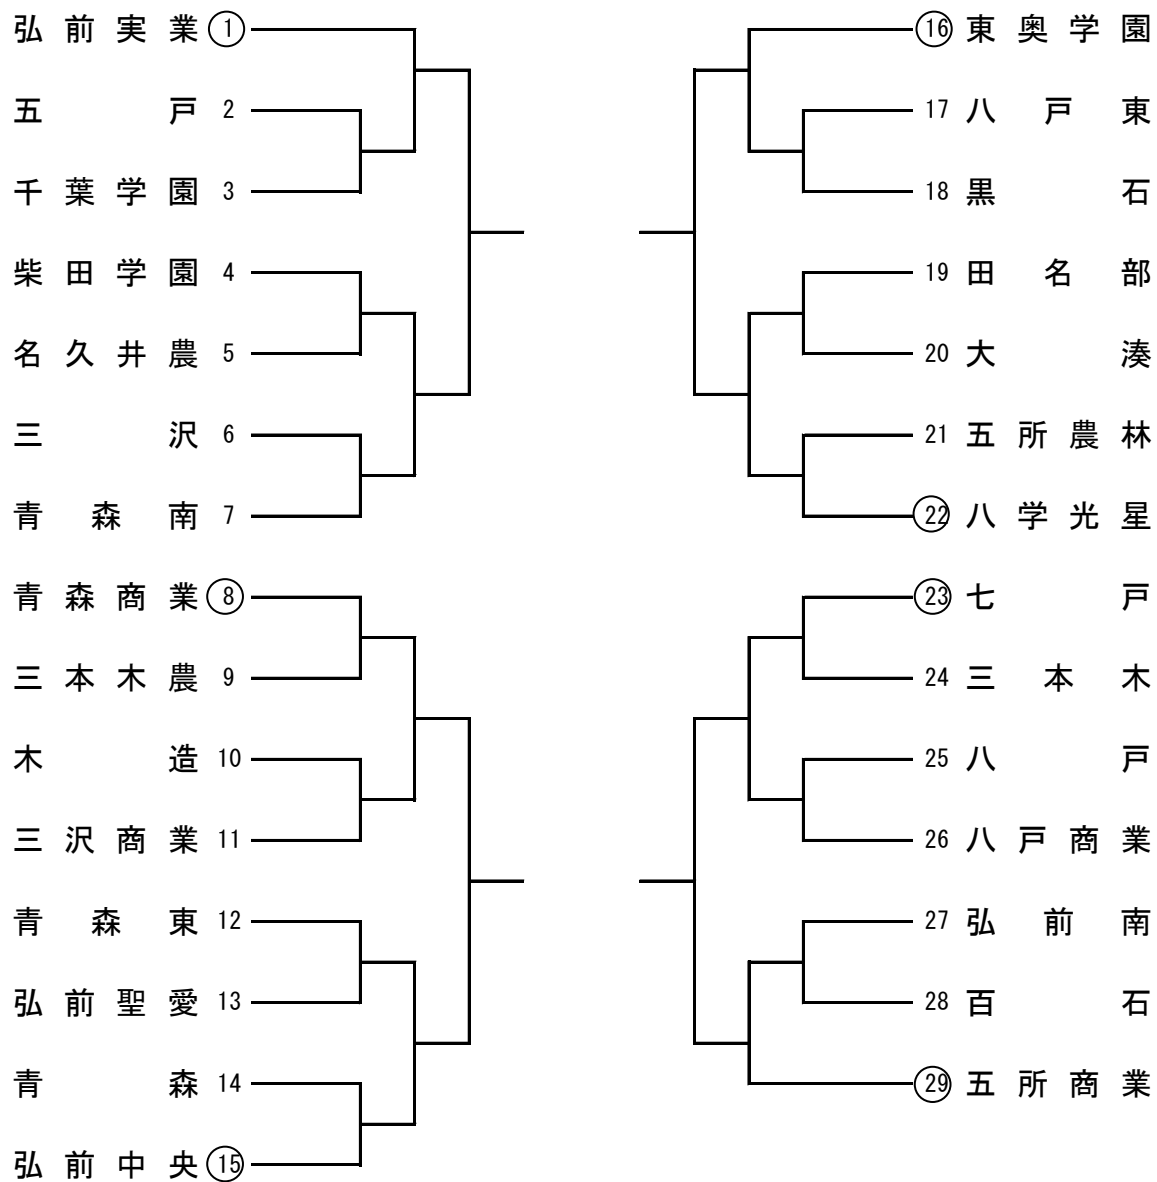 弘前実業 ①
五戸 2
千葉学園 3
柴田学園 4
名久井農 5
三沢 6
青森南 7
青森商業 ⑧
三本木農 9
木造 10
三沢商業 11
青森東 12
弘前聖愛 13
青森 14
弘前中央 ⑮
⑯ 東奥学園
17 八戸東
18 黒石
19 田名部
20 大湊
21 五所農林
㉒ 八学光星
㉓ 七戸
24 三本木
25 八戸
26 八戸商業
27 弘前南
28 百石
㉙ 五所商業